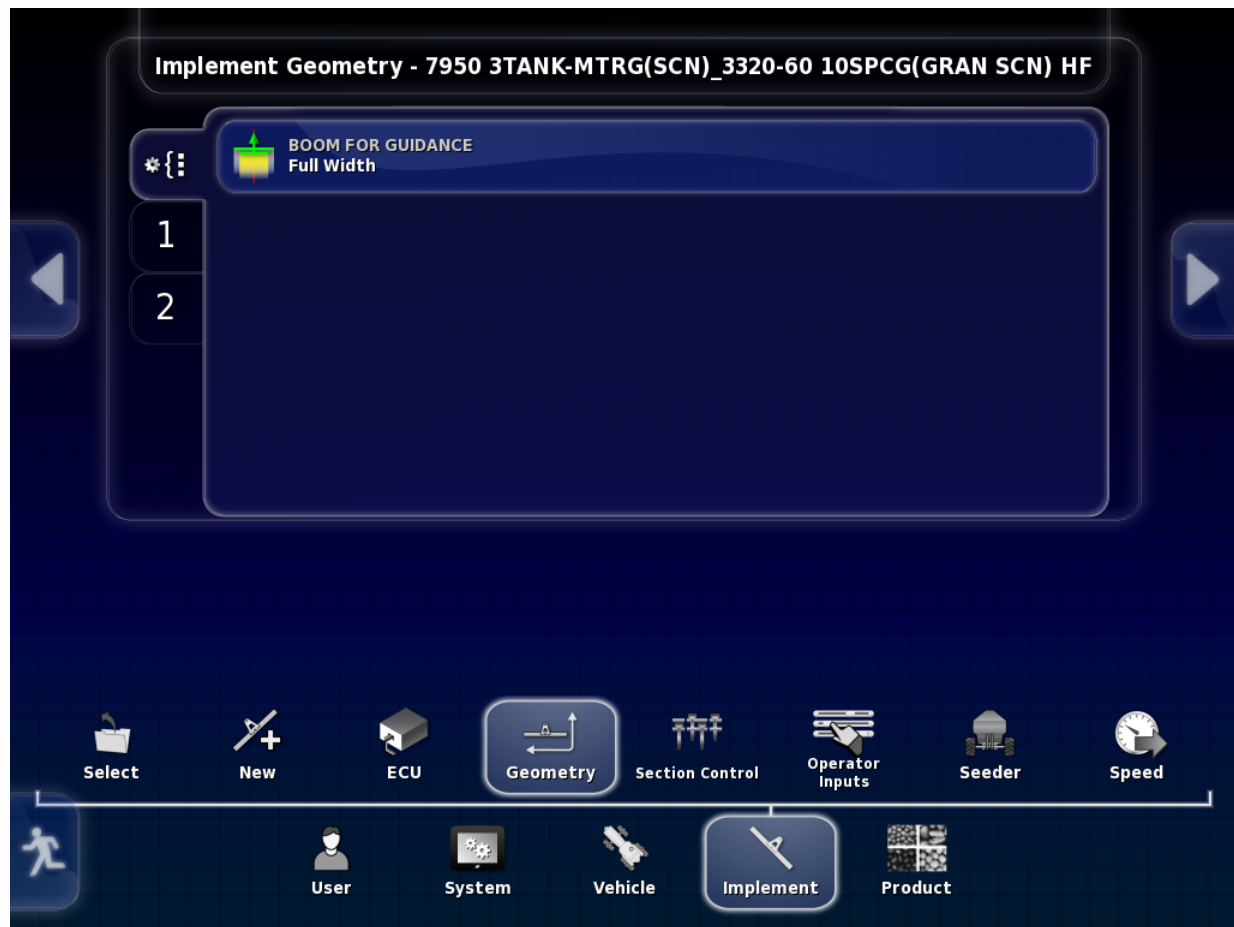 Implement Geometry - 7950 3TANK-MTRG(SCN)_3320-60 10SPCG(GRAN SCN) HF
BOOM FOR GUIDANCE
Full Width
1
2
Select
New
ECU
Geometry
Section Control
Operator
Inputs
Seeder
Speed
User
System
Vehicle
Implement
Product